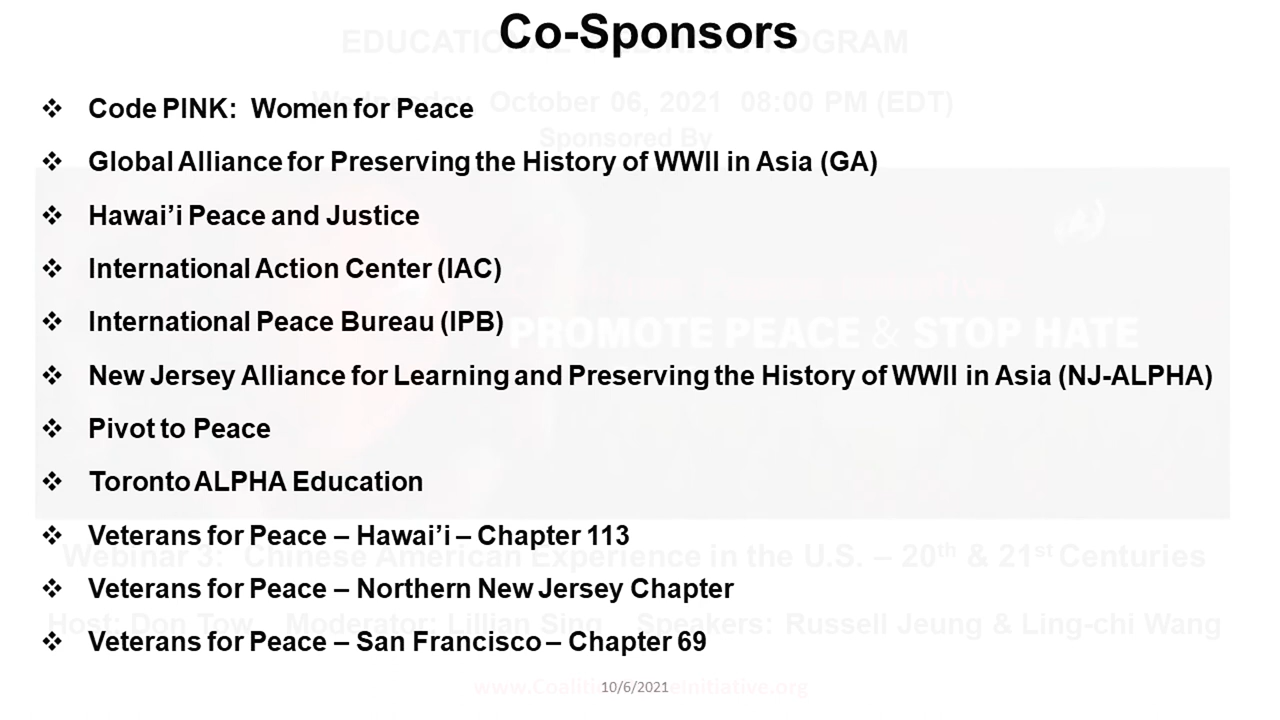 Co-Sponsors
EDUCATIONAL PROGRAM
❖ Code PINK: Women for Peace
Wednesday October 06, 2021 08:00 PM (EDT)
Sponsored By
❖ Global Alliance for Preserving the History of WWII in Asia (GA)
❖ Hawai’i Peace and Justice
❖ International Action Center (IAC)
❖ International Peace Bureau (IPB)
PROMOTE PEACE & STOP HATE
❖ New Jersey Alliance for Learning and Preserving the History of WWII in Asia (NJ-ALPHA)
❖ Pivot to Peace
❖ Toronto ALPHA Education
❖ Veterans for Peace – Hawai’i – Chapter 113
Webinar 3: Chinese American Experience in the U.S. – 20th & 21st Centuries
❖ Veterans for Peace – Northern New Jersey Chapter
Host: Don Tow Moderator: Lillian Sing Speakers: Russell Jeung & Ling-chi Wang
❖ Veterans for Peace – San Francisco – Chapter 69
10/6/2021